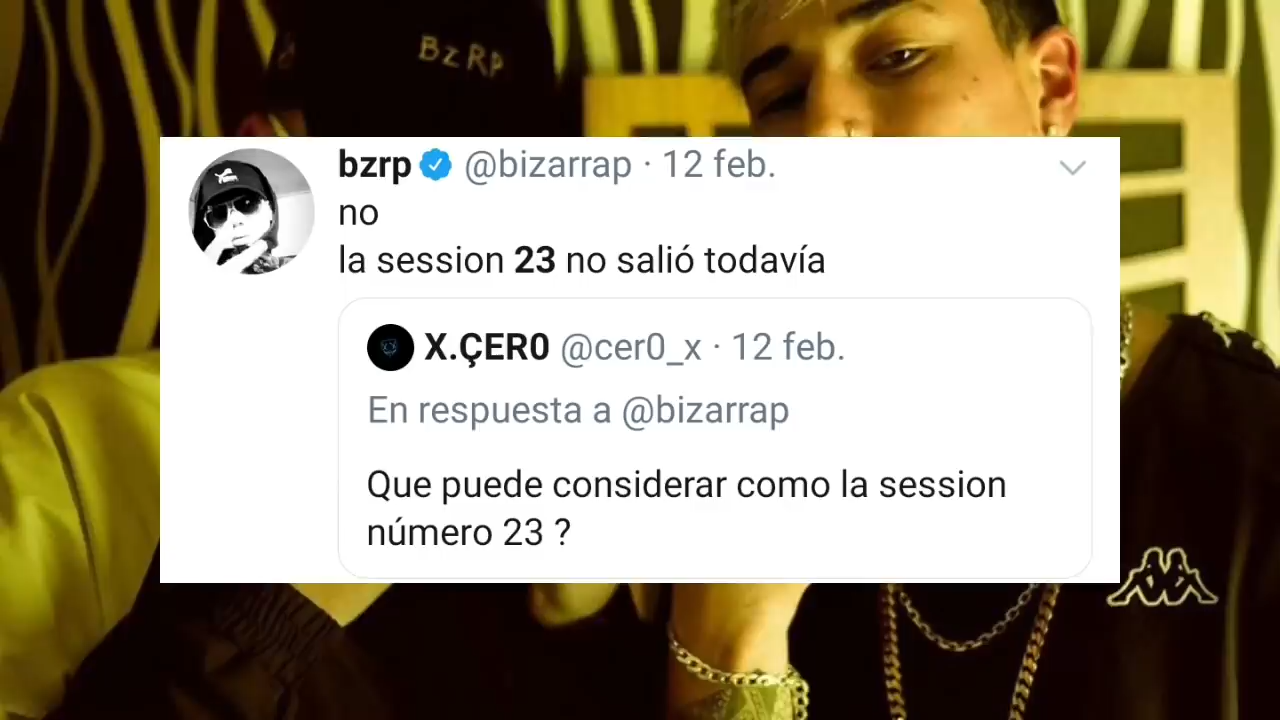 BZRP
bzrp @bizarrap · 12 feb.
no
la session 23 no salió todavía
X.ÇER0 @cer0_x · 12 feb.
En respuesta a @bizarrap
Que puede considerar como la session
número 23 ?